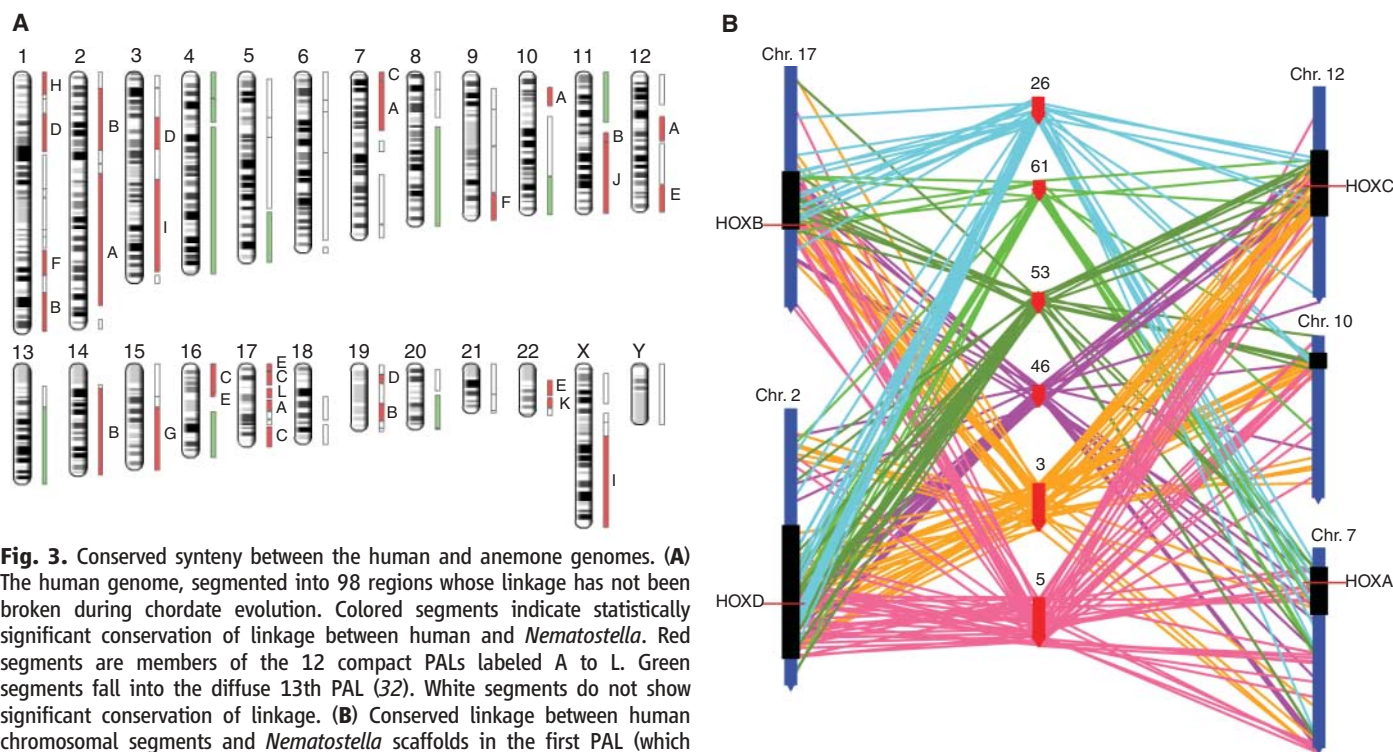 A
1 2 3 4 5 6 7 8 9 10 11 12
H
D
F
B
B
A
D
I
C
A
F
A
B
J
A
E
13 14 15 16 17 18 19 20 21 22 X Y
B
G
C
E
E
C
L
A
C
D
B
E
K
I
Fig. 3. Conserved synteny between the human and anemone genomes. (A)
The human genome, segmented into 98 regions whose linkage has not been
broken during chordate evolution. Colored segments indicate statistically
significant conservation of linkage between human and Nematostella. Red
segments are members of the 12 compact PALs labeled A to L. Green
segments fall into the diffuse 13th PAL (32). White segments do not show
significant conservation of linkage. (B) Conserved linkage between human
chromosomal segments and Nematostella scaffolds in the first PAL (which
B
Chr. 17
HOXB
Chr. 2
HOXD
26
61
53
46
3
5
Chr. 12
HOXC
Chr. 10
Chr. 7
HOXA